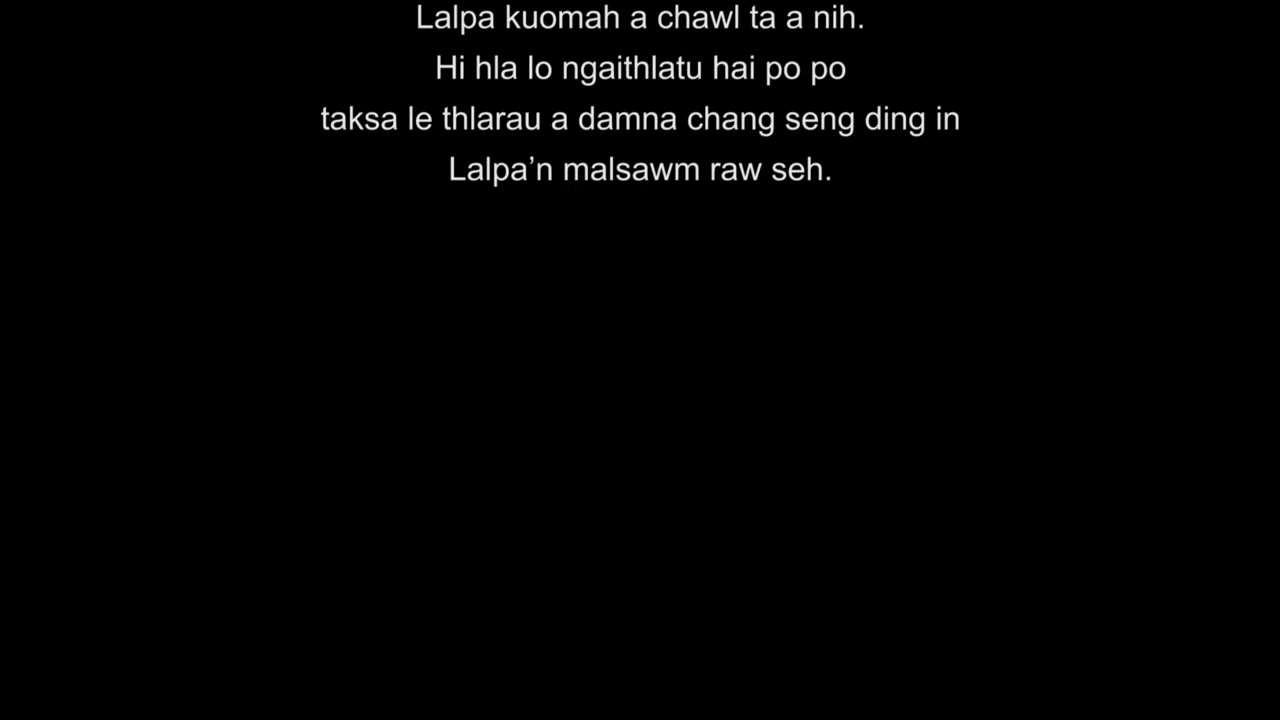 Lalpa kuomah a chawl ta a nih.
Hi hla lo ngaithlatu hai po po
taksa le thlarau a damna chang seng ding in
Lalpa’n malsawm raw seh.